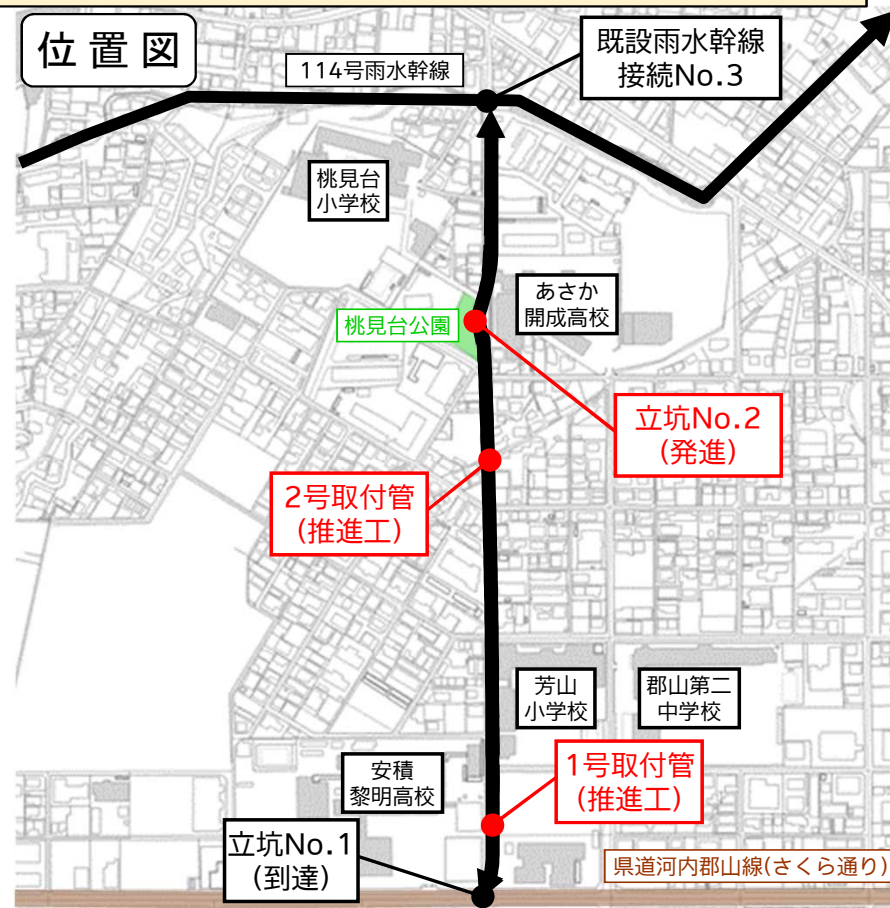 位置図
114号雨水幹線
既設雨水幹線
接続No.3
桃見台
小学校
あさか
開成高校
桃見台公園
立坑No.2
(発進)
2号取付管
(推進工)
芳山
小学校
郡山第二
中学校
1号取付管
(推進工)
安積
黎明高校
立坑No.1
(到達)
県道河内郡山線(さくら通り)